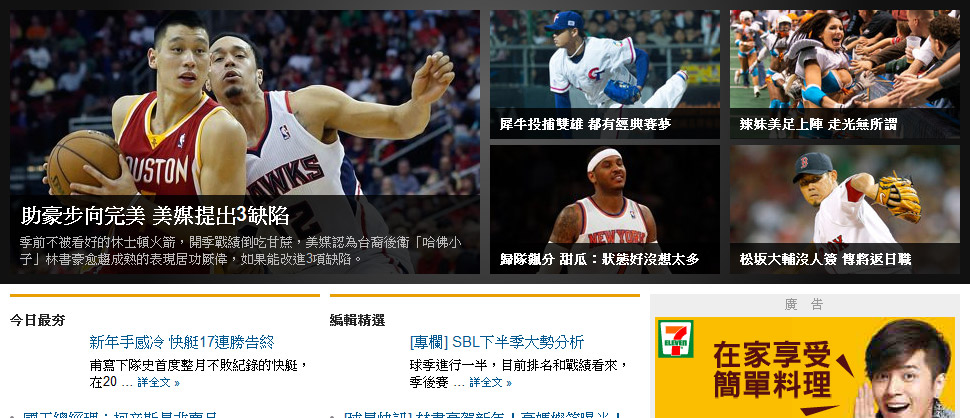 OUSTON
HAWKS
助豪步向完美 美媒提出3缺陷
季前不被看好的休士頓火箭，開季戰績倒吃甘蔗，美媒認為台裔後衛「哈佛小
子」林書豪愈趨成熟的表現居功厥偉，如果能改進3項缺陷。
犀牛投捕雙雄 都有經典賽夢
辣妹美足上陣 走光無所謂
NEW YORK
歸隊飆分 甜瓜：狀態好沒想太多
松坂大輔沒人簽 傳將返日職
今日最夯
新年手感冷 快艇17連勝告終
甫寫下隊史首度整月不敗紀錄的快艇，
在20 ... 詳全文 »
編輯精選
[專欄] SBL下半季大勢分析
球季進行一半，目前排名和戰績看來，
季後賽 ... 詳全文 »
廣 告
7 ELEVEn
在家享受
簡單料理